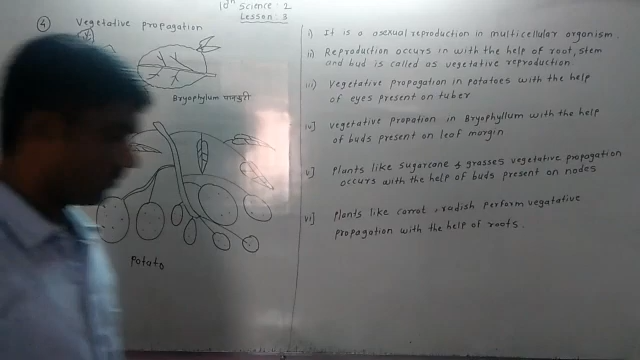 10th Science : 2
Lesson : 3
④ Vegetative propagation
Bryophylum पानफुटी
Potato
i) It is a asexual reproduction in multicellular organism.
ii) Reproduction occurs in with the help of root, stem
and bud is called as vegetative reproduction.
iii) Vegetative propagation in potatoes with the help
of eyes present on tuber
iv] vegetative propation in Bryophyllum with the help
of buds present on leaf margin
v] plants like sugarcane & grasses vegetative propagation
occurs with the help of buds present on nodes
vi] plants like carrot, radish perform vegatative
propagation with the help of roots.